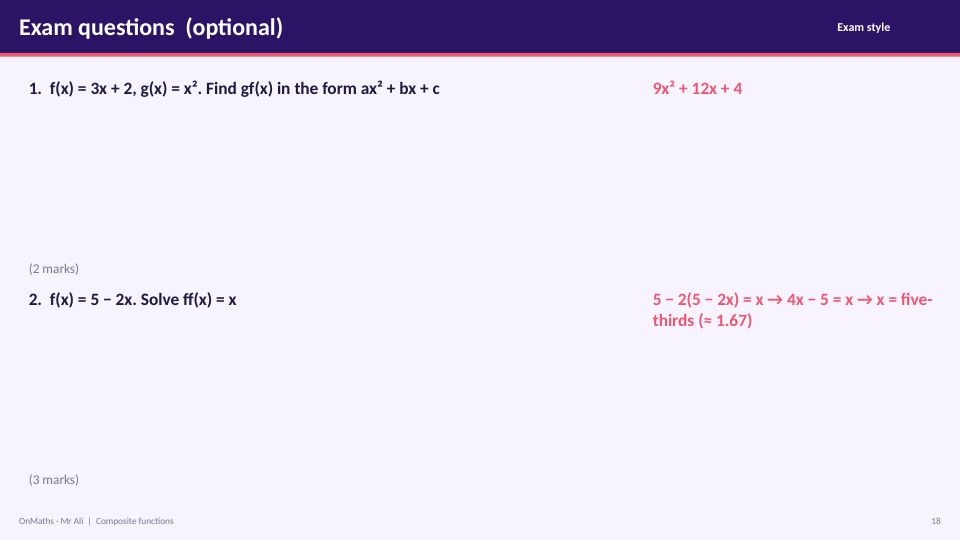 Exam questions  (optional)
Exam style
1.  f(x) = 3x + 2, g(x) = x². Find gf(x) in the form ax² + bx + c
9x² + 12x + 4
(2 marks)
2.  f(x) = 5 − 2x. Solve ff(x) = x
5 − 2(5 − 2x) = x → 4x − 5 = x → x = five-
thirds (≈ 1.67)
(3 marks)
OnMaths - Mr Ali  |  Composite functions
18